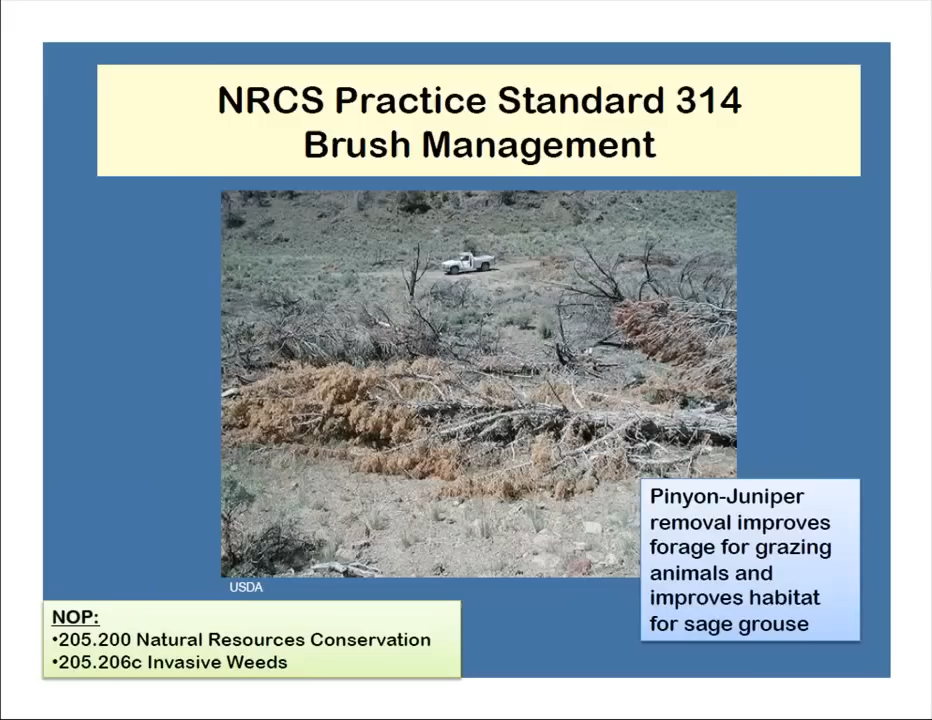 NRCS Practice Standard 314
Brush Management
Pinyon-Juniper
removal improves
forage for grazing
animals and
improves habitat
for sage grouse
USDA
NOP:
•205.200 Natural Resources Conservation
•205.206c Invasive Weeds